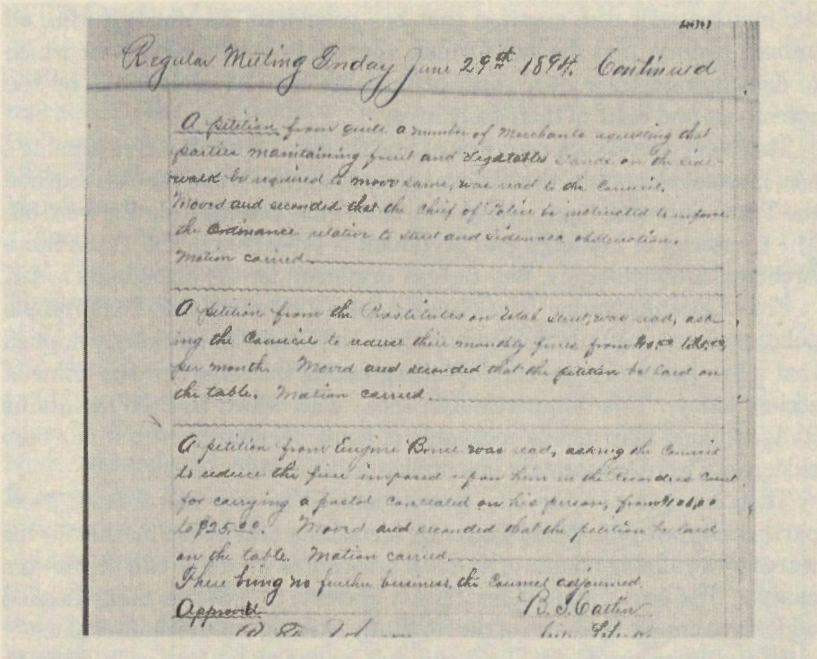 Regular Meeting Friday June 29th 1894. Continued
A petition from quite a number of Merchants requesting that
parties maintaining fruit and Vegetables stands on the side-
walk be required to moov same, was read to the Council.
Moved and seconded that the Chief of Police be instructed to
the Ordinance relative to Street and sidewalk obstructions.
Motion carried.
A petition from the Prostitutes on Utah Street, was read, ask-
ing the Council to reduce their monthly fines from
per month. Moved and seconded that the petition be laid on
the table. Motion carried.
A petition from Eugine was read, asking the Council
to reduce the fine imposed upon him in the Recorders Court
for carrying a pistol concealed on his person, from $100.00
to $25.00. Moved and seconded that the petition be laid
on the table. Motion carried.
There being no further business, the Council adjourned.
Approved. B. S. Catlin